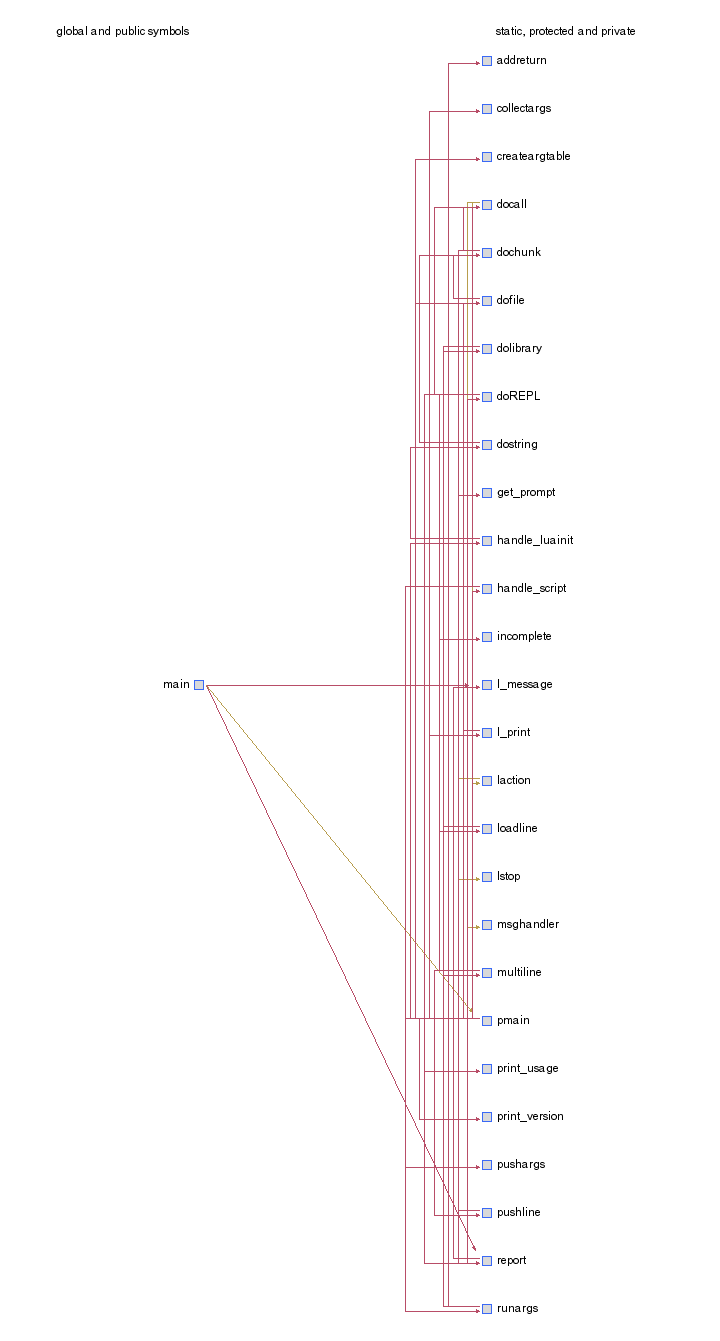 global and public symbols
static, protected and private
addreturn
collectargs
createargtable
docall
dochunk
dofile
dolibrary
doREPL
dostring
get_prompt
handle_luainit
handle_script
incomplete
main
l_message
l_print
laction
loadline
lstop
msghandler
multiline
pmain
print_usage
print_version
pushargs
pushline
report
runargs